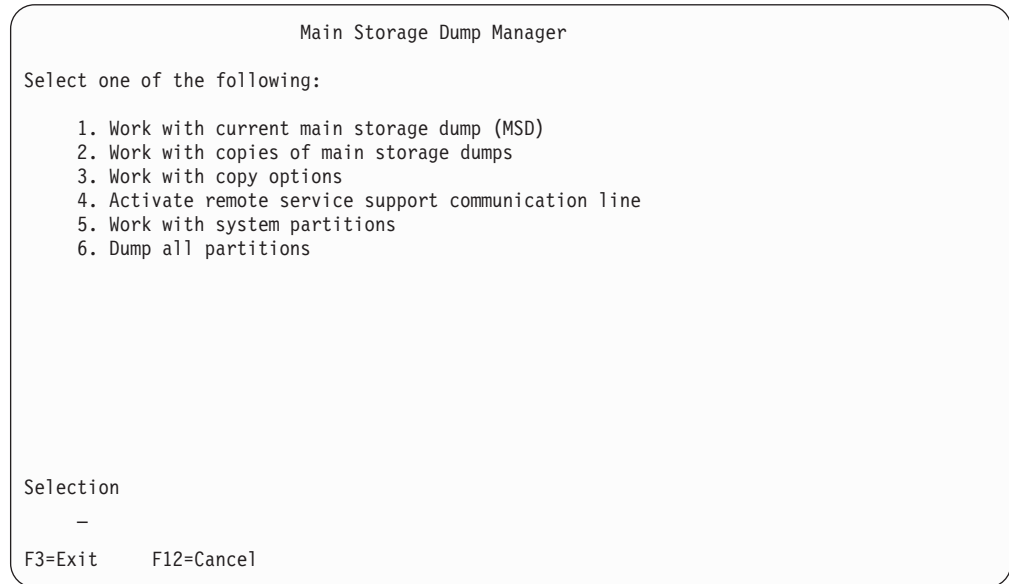 Main Storage Dump Manager
Select one of the following:
1. Work with current main storage dump (MSD)
2. Work with copies of main storage dumps
3. Work with copy options
4. Activate remote service support communication line
5. Work with system partitions
6. Dump all partitions
Selection
_
F3=Exit F12=Cancel